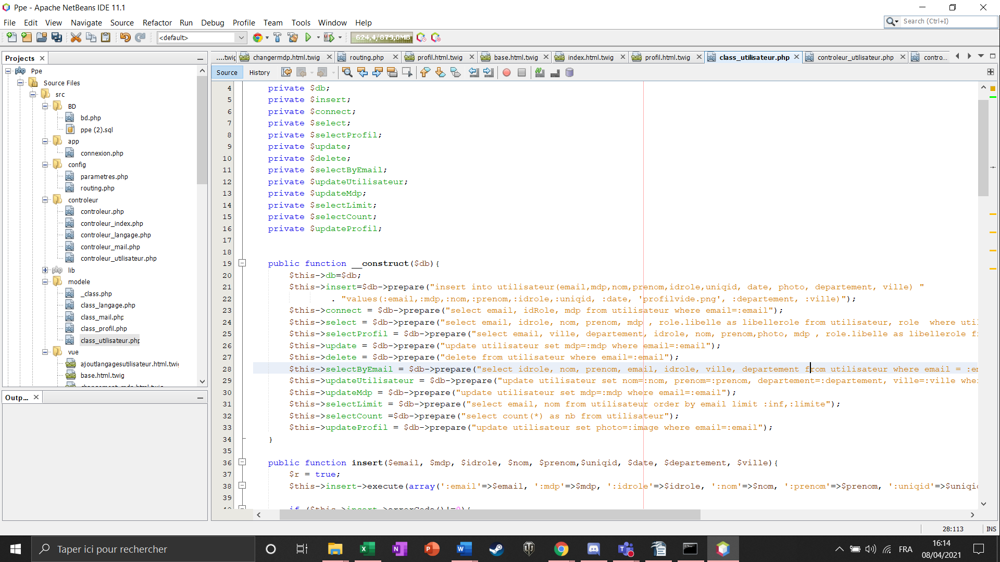 Ppe - Apache NetBeans IDE 11.1
File Edit View Navigate Source Refactor Run Debug Profile Team Tools Window Help
Search (Ctrl+I)
<default>
624,4/879,0MB
Projects
Ppe
Source Files
src
BD
bd.php
ppe (2).sql
app
connexion.php
config
parametres.php
routing.php
controleur
controleur.php
controleur_index.php
controleur_langage.php
controleur_mail.php
controleur_utilisateur.php
lib
modele
_class.php
class_langage.php
class_mail.php
class_profil.php
class_utilisateur.php
vue
ajoutlangagesutilisateur.html.twi
base.html.twig
Outp...
....twig changermdp.html.twig routing.php profil.html.twig base.html.twig index.html.twig profil.html.twig class_utilisateur.php controleur_utilisateur.php contro...
Source History
4 private $db;
5 private $insert;
6 private $connect;
7 private $select;
8 private $selectProfil;
9 private $update;
10 private $delete;
11 private $selectByEmail;
12 private $updateUtilisateur;
13 private $updateMdp;
14 private $selectLimit;
15 private $selectCount;
16 private $updateProfil;
17
18
19 public function __construct($db){
20 $this->db=$db;
21 $this->insert=$db->prepare("insert into utilisateur(email,mdp,nom,prenom,idrole,uniqid, date, photo, departement, ville) "
22 . "values(:email,:mdp,:nom,:prenom,:idrole,:uniqid, :date, 'profilvide.png', :departement, :ville)");
23 $this->connect = $db->prepare("select email, idRole, mdp from utilisateur where email=:email");
24 $this->select = $db->prepare("select email, idrole, nom, prenom, mdp , role.libelle as libellerole from utilisateur, role  where util
25 $this->selectProfil = $db->prepare("select email, ville, departement, idrole, nom, prenom,photo, mdp , role.libelle as libellerole f
26 $this->update = $db->prepare("update utilisateur set mdp=:mdp where email=:email");
27 $this->delete = $db->prepare("delete from utilisateur where email=:email");
28 $this->selectByEmail = $db->prepare("select idrole, nom, prenom, email, idrole, ville, departement from utilisateur where email = :em
29 $this->updateUtilisateur = $db->prepare("update utilisateur set nom=:nom, prenom=:prenom, departement=:departement, ville=:ville whe
30 $this->updateMdp = $db->prepare("update utilisateur set mdp=:mdp where email=:email");
31 $this->selectLimit = $db->prepare("select email, nom from utilisateur order by email limit :inf,:limite");
32 $this->selectCount =$db->prepare("select count(*) as nb from utilisateur");
33 $this->updateProfil = $db->prepare("update utilisateur set photo=:image where email=:email");
34 }
35
36 public function insert($email, $mdp, $idrole, $nom, $prenom,$uniqid, $date, $departement, $ville){
37 $r = true;
38 $this->insert->execute(array(':email'=>$email, ':mdp'=>$mdp, ':idrole'=>$idrole, ':nom'=>$nom, ':prenom'=>$prenom, ':uniqid'=>$uniqi
39
28:113 INS
Taper ici pour rechercher
FRA
16:14
08/04/2021